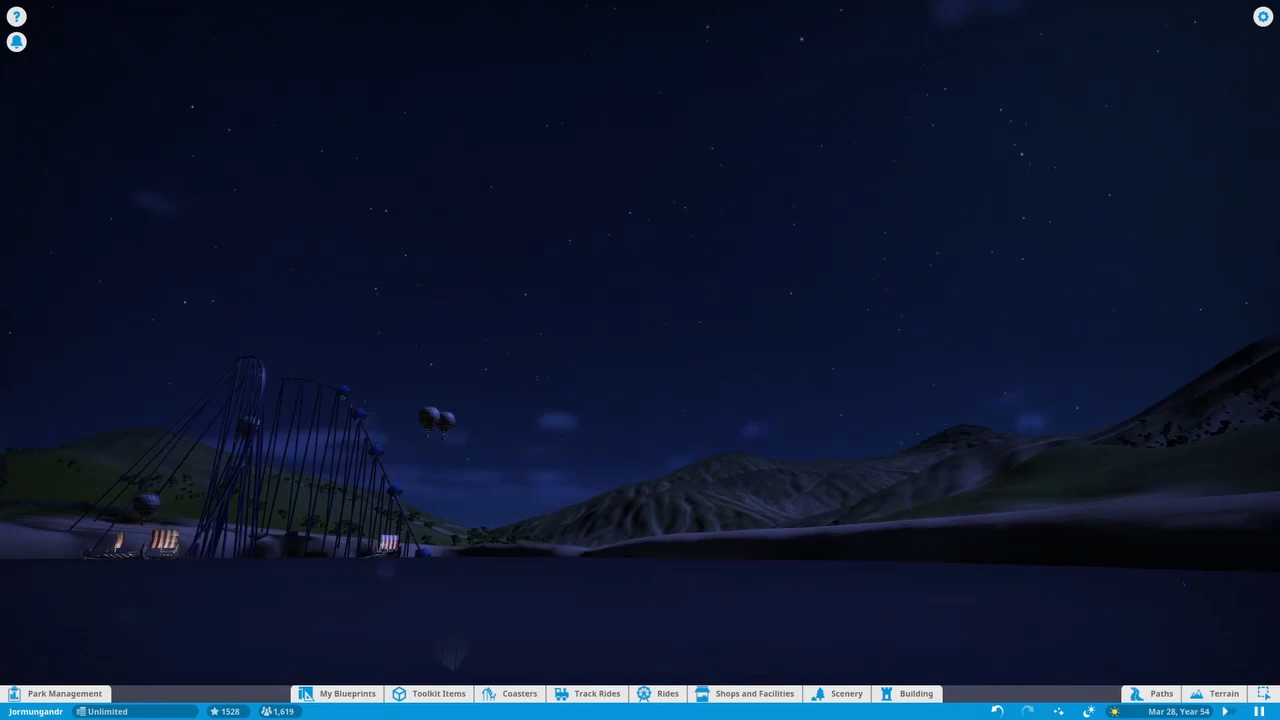 ?
Park Management
My Blueprints
Toolkit Items
Coasters
Track Rides
Rides
Shops and Facilities
Scenery
Building
Paths
Terrain
Jormungandr
Unlimited
1528
1,619
Mar 28, Year 54